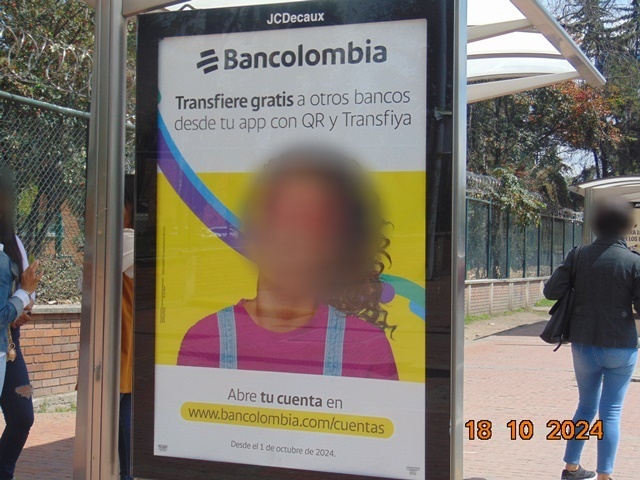 JCDecaux
Bancolombia
Transfiere gratis a otros bancos
desde tu app con QR y Transfiya
Abre tu cuenta en
www.bancolombia.com/cuentas
Desde el 1 de octubre de 2024.
18 10 2024